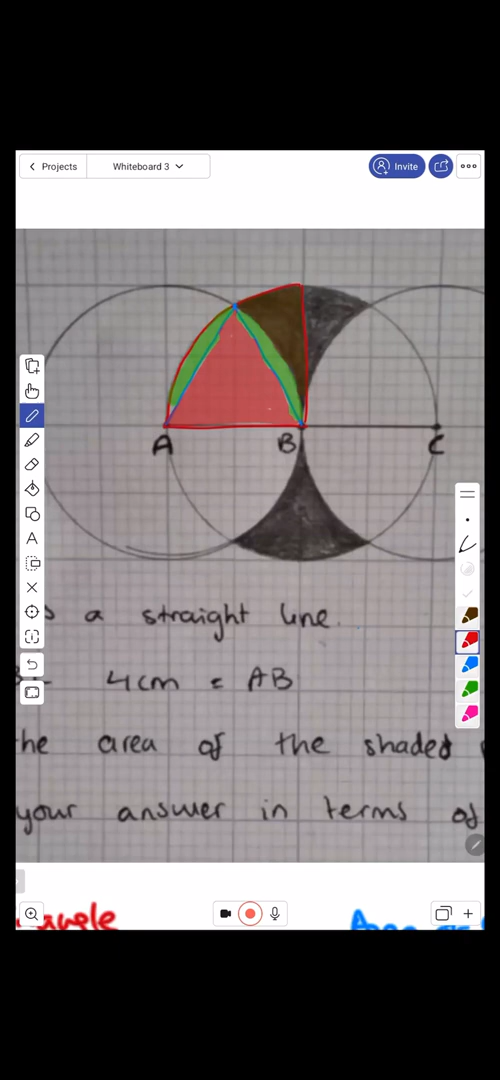 Projects
Whiteboard 3
Invite
A
B
C
A
s a straight line.
4cm = AB
the area of the shaded
your answer in terms of